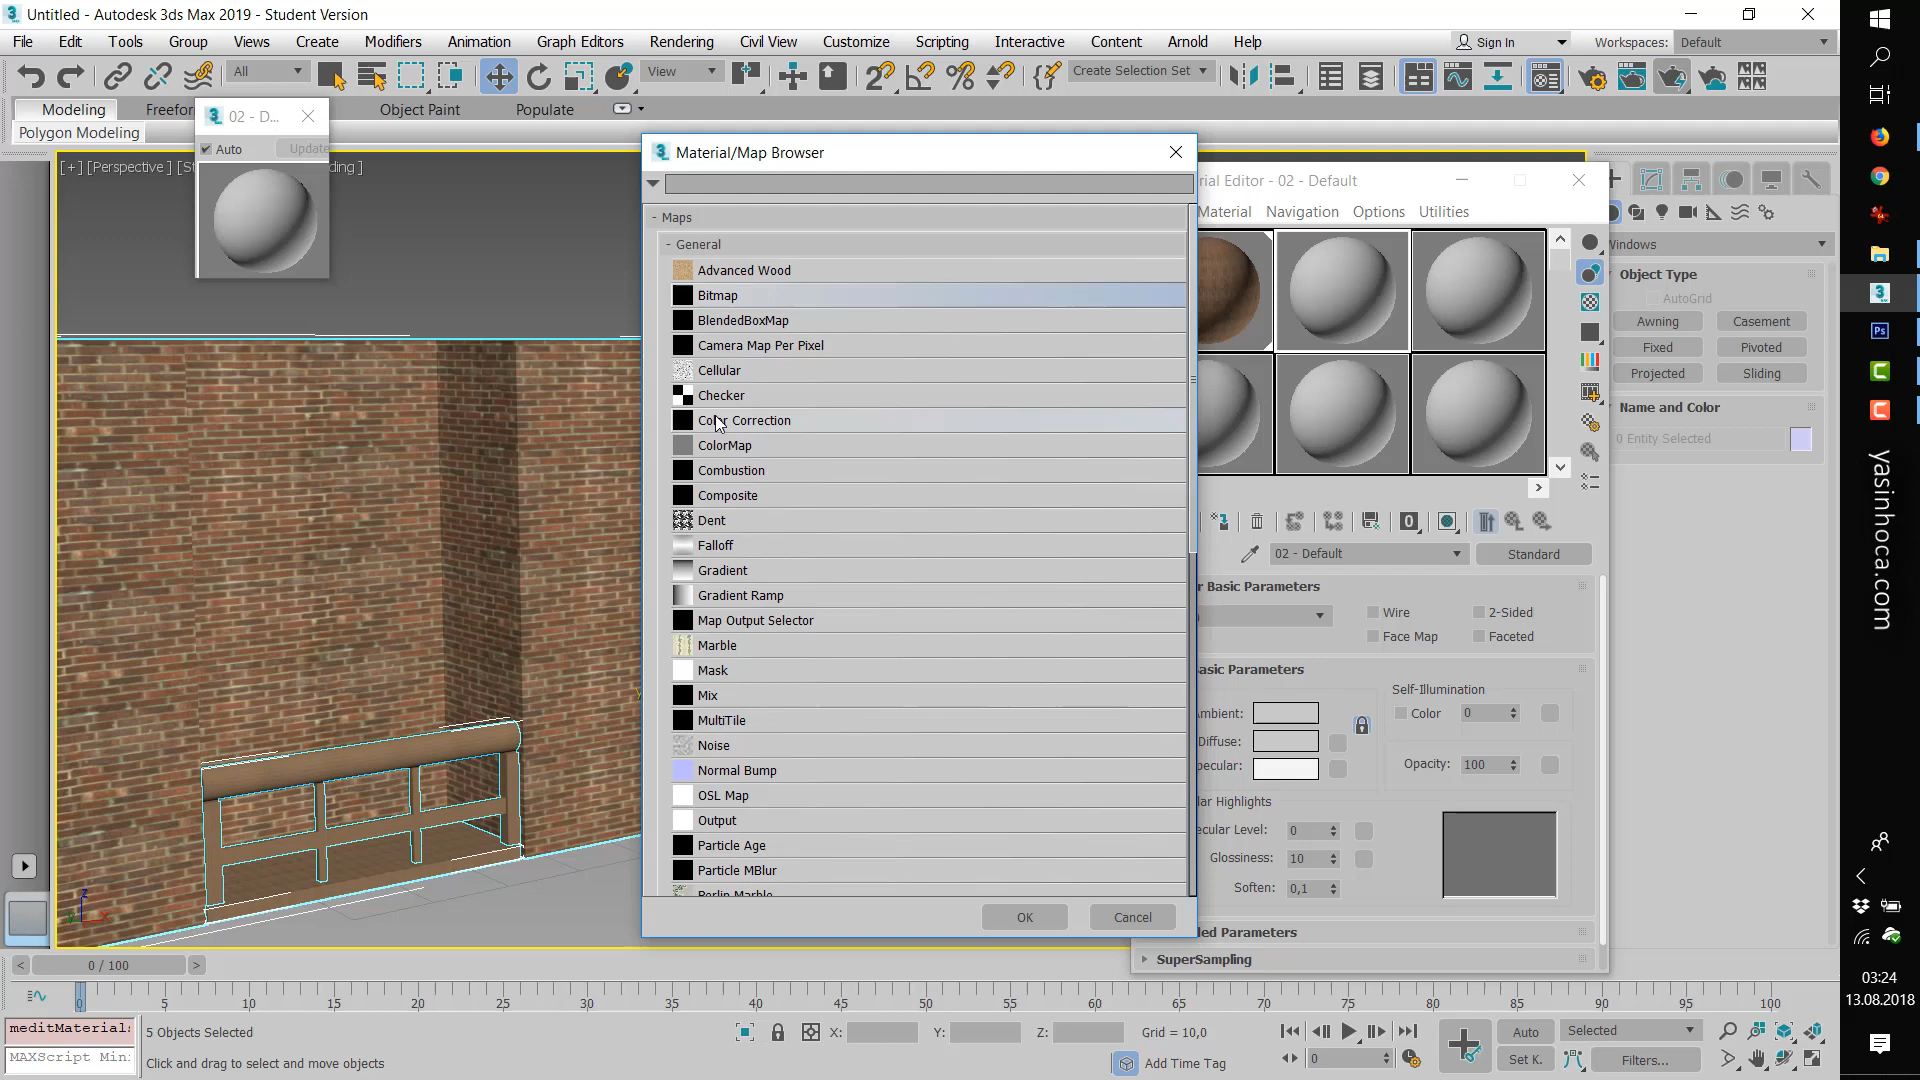 Untitled - Autodesk 3ds Max 2019 - Student Version
File Edit Tools Group Views Create Modifiers Animation Graph Editors Rendering Civil View Customize Scripting Interactive Content Arnold Help
Sign In Workspaces: Default
All View Create Selection Set
Modeling Freefor Object Paint Populate
Polygon Modeling
02 - D...
Auto Update
[+] [Perspective ] [St ding ]
Material/Map Browser
- Maps
- General
Advanced Wood
Bitmap
BlendedBoxMap
Camera Map Per Pixel
Cellular
Checker
Color Correction
ColorMap
Combustion
Composite
Dent
Falloff
Gradient
Gradient Ramp
Map Output Selector
Marble
Mask
Mix
MultiTile
Noise
Normal Bump
OSL Map
Output
Particle Age
Particle MBlur
Perlin Marble
OK Cancel
rial Editor - 02 - Default
Material Navigation Options Utilities
02 - Default Standard
r Basic Parameters
Wire 2-Sided
Face Map Faceted
asic Parameters
Self-Illumination
mbient: Color 0
Diffuse:
pecular: Opacity: 100
lar Highlights
ecular Level: 0
Glossiness: 10
Soften: 0,1
ded Parameters
SuperSampling
Windows
Object Type
AutoGrid
Awning Casement
Fixed Pivoted
Projected Sliding
Name and Color
0 Entity Selected
yasinhoca.com
03:24
13.08.2018
0 / 100
0 5 10 15 20 25 30 35 40 45 50 55 60 65 70 75 80 85 90 95 100
meditMaterial:
MAXScript Min:
5 Objects Selected
Click and drag to select and move objects
X: Y: Z: Grid = 10,0
Add Time Tag
0
Auto Selected
Set K. Filters...